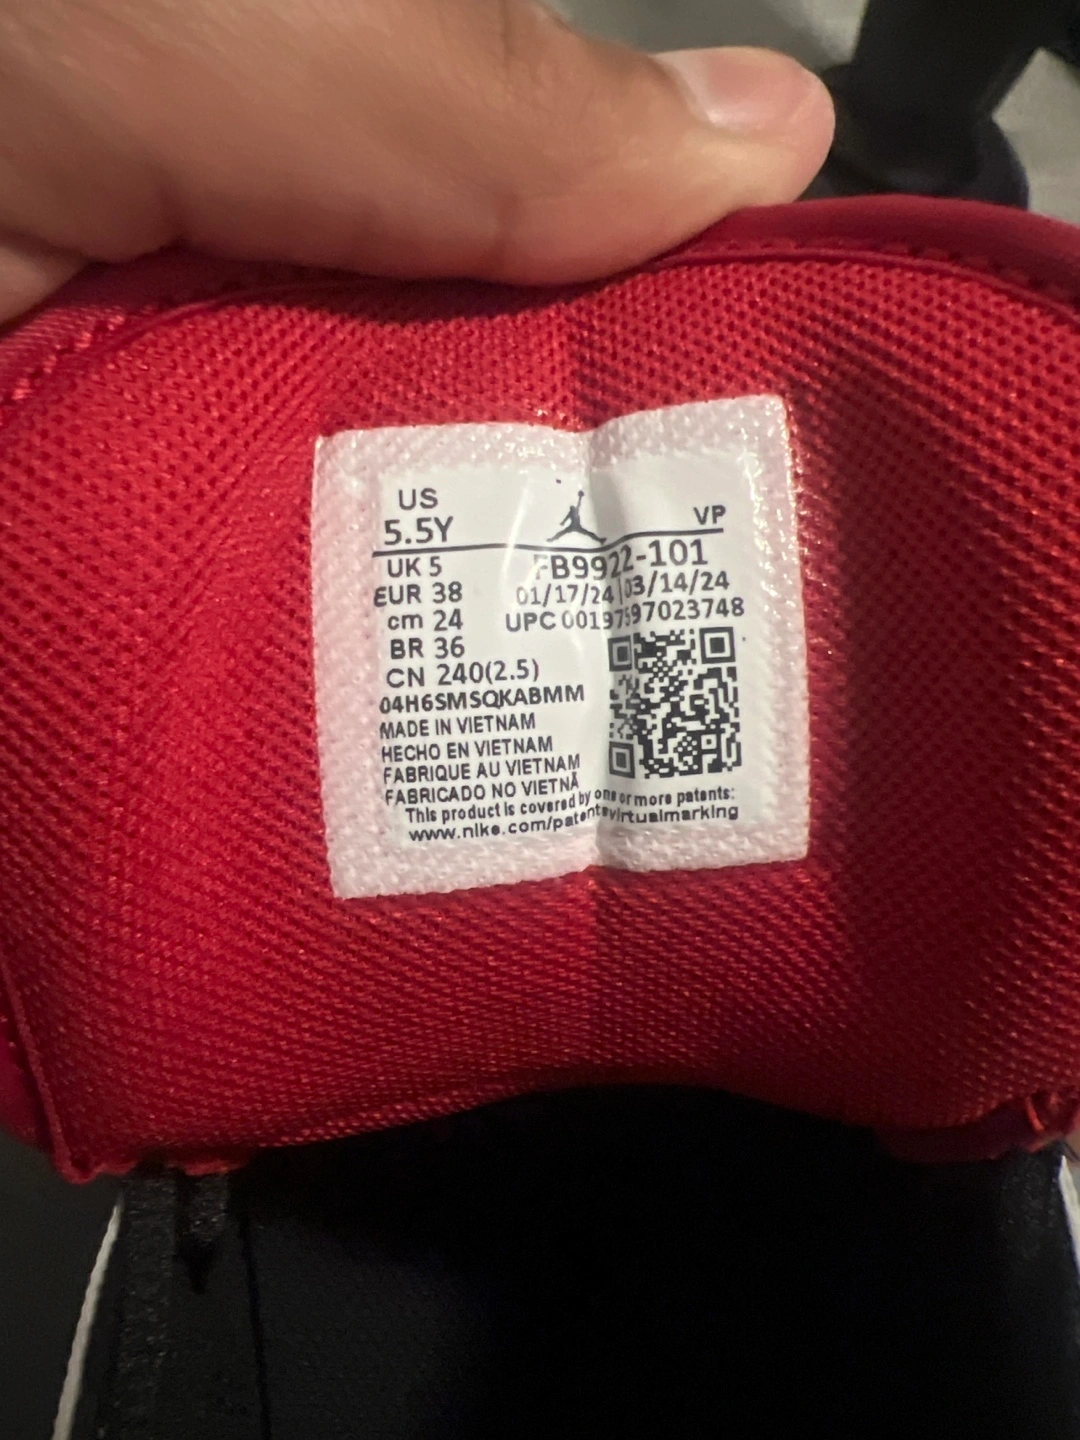 US
5.5Y
VP
UK 5
FB9922-101
EUR 38
01/17/24 03/14/24
cm 24
UPC 00197597023748
BR 36
CN 240(2.5)
04H6SMSQKABMM
MADE IN VIETNAM
HECHO EN VIETNAM
FABRIQUE AU VIETNAM
FABRICADO NO VIETNÃ
This product is covered by one or more patents:
www.nike.com/patentsvirtualmarking